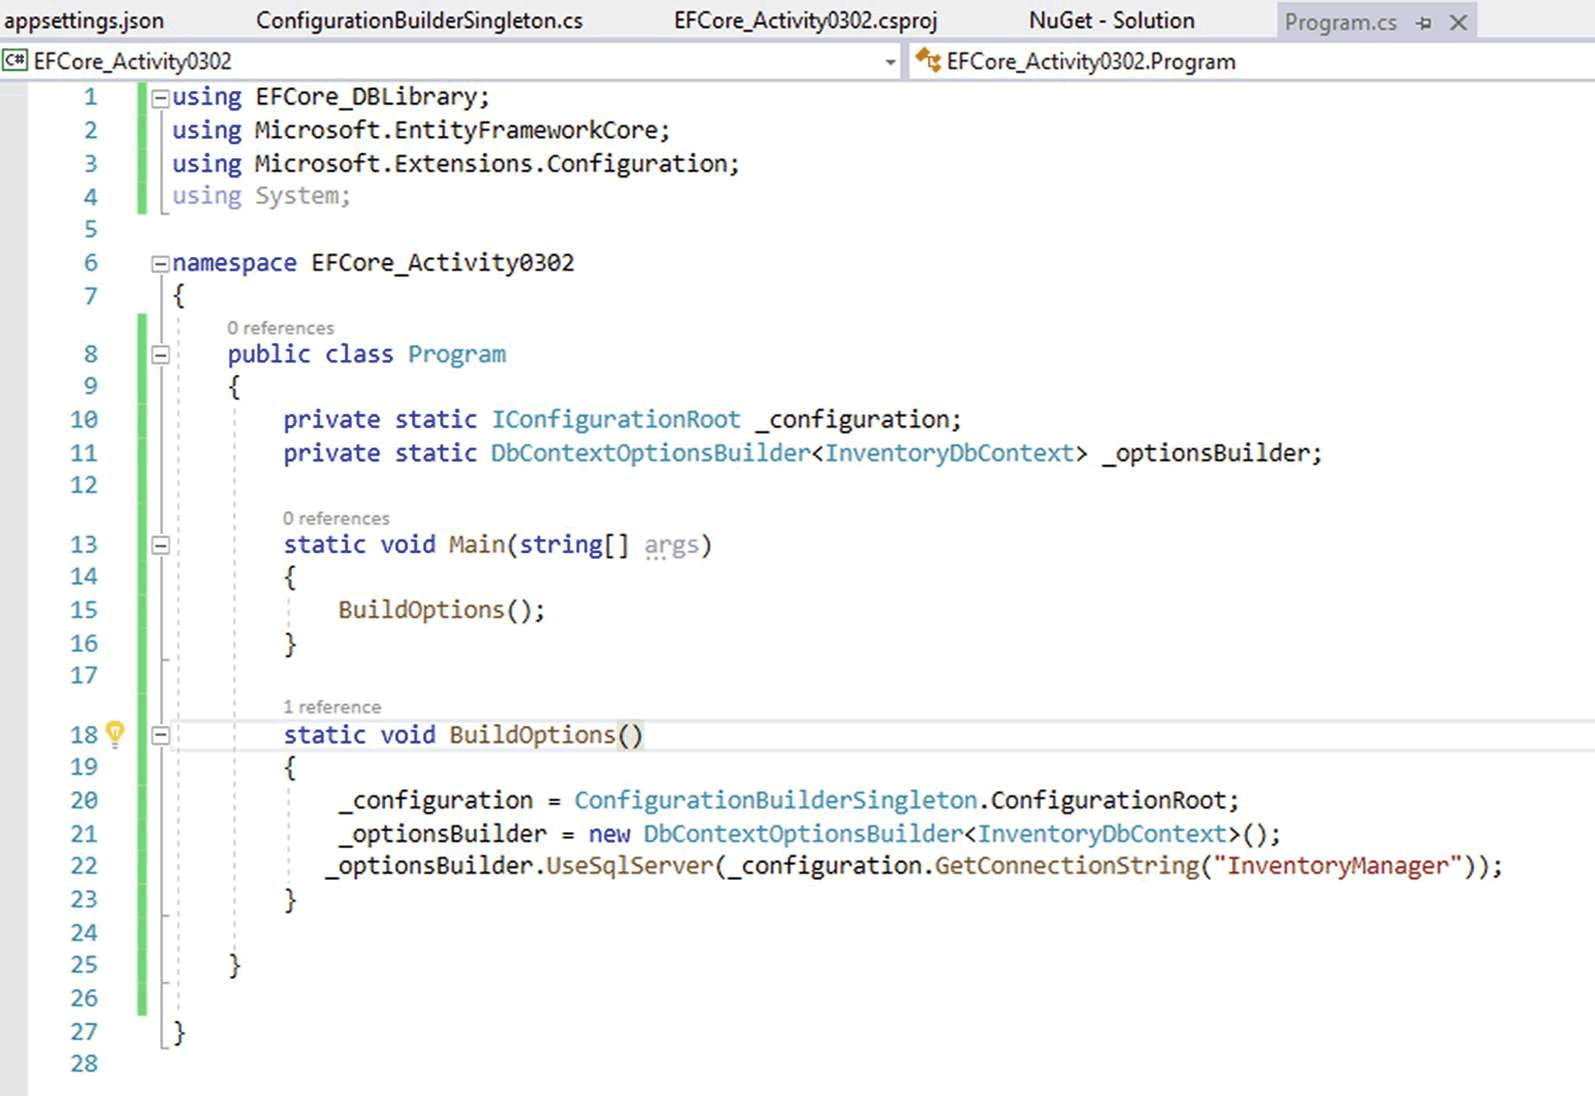 appsettings.json ConfigurationBuilderSingleton.cs EFCore_Activity0302.csproj NuGet - Solution Program.cs
C# EFCore_Activity0302 EFCore_Activity0302.Program
1 using EFCore_DBLibrary;
2 using Microsoft.EntityFrameworkCore;
3 using Microsoft.Extensions.Configuration;
4 using System;
5
6 namespace EFCore_Activity0302
7 {
0 references
8 public class Program
9 {
10 private static IConfigurationRoot _configuration;
11 private static DbContextOptionsBuilder<InventoryDbContext> _optionsBuilder;
12
0 references
13 static void Main(string[] args)
14 {
15 BuildOptions();
16 }
17
1 reference
18 static void BuildOptions()
19 {
20 _configuration = ConfigurationBuilderSingleton.ConfigurationRoot;
21 _optionsBuilder = new DbContextOptionsBuilder<InventoryDbContext>();
22 _optionsBuilder.UseSqlServer(_configuration.GetConnectionString("InventoryManager"));
23 }
24
25 }
26
27 }
28